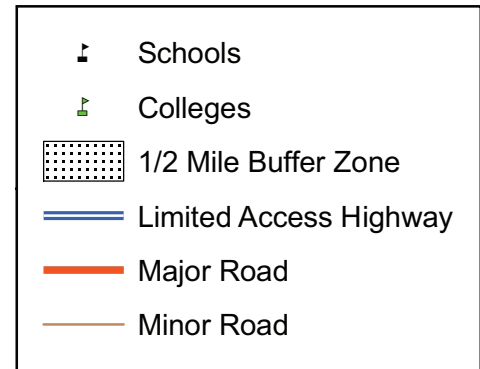 Schools
Colleges
1/2 Mile Buffer Zone
Limited Access Highway
Major Road
Minor Road